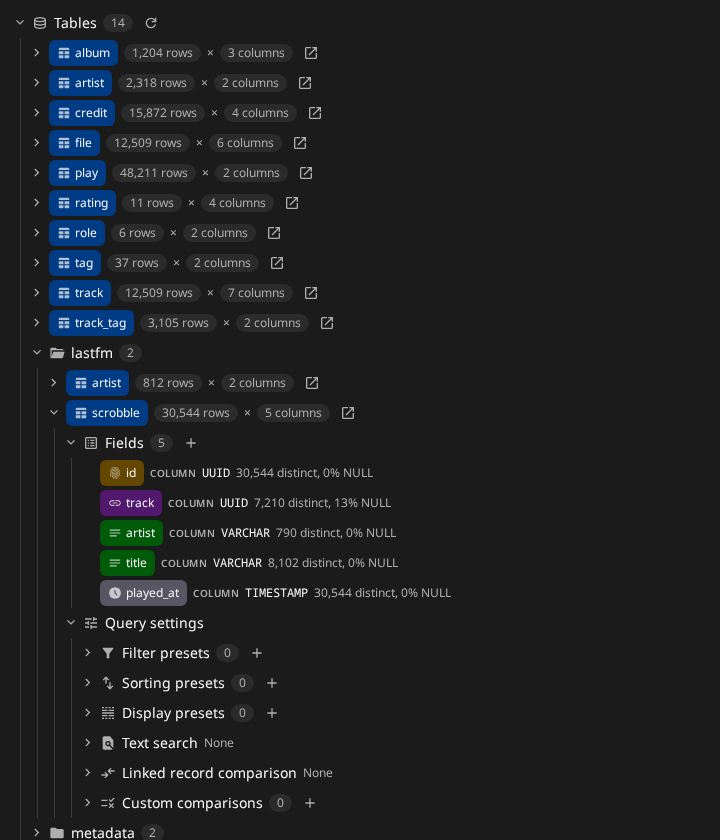 Tables 14
album 1,204 rows × 3 columns
artist 2,318 rows × 2 columns
credit 15,872 rows × 4 columns
file 12,509 rows × 6 columns
play 48,211 rows × 2 columns
rating 11 rows × 4 columns
role 6 rows × 2 columns
tag 37 rows × 2 columns
track 12,509 rows × 7 columns
track_tag 3,105 rows × 2 columns
lastfm 2
artist 812 rows × 2 columns
scrobble 30,544 rows × 5 columns
Fields 5 +
id COLUMN UUID 30,544 distinct, 0% NULL
track COLUMN UUID 7,210 distinct, 13% NULL
artist COLUMN VARCHAR 790 distinct, 0% NULL
title COLUMN VARCHAR 8,102 distinct, 0% NULL
played_at COLUMN TIMESTAMP 30,544 distinct, 0% NULL
Query settings
Filter presets 0 +
Sorting presets 0 +
Display presets 0 +
Text search None
Linked record comparison None
Custom comparisons 0 +
metadata 2